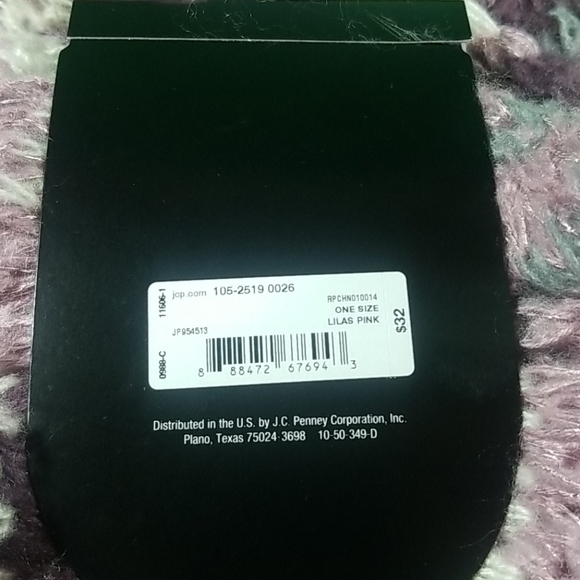 11606-1
0988-C
jcp.com 105-2519 0026
RPCHN010014
ONE SIZE
LILAS PINK
JP954513
$32
8 88472 67694 3
Distributed in the U.S. by J.C. Penney Corporation, Inc.
Plano, Texas 75024-3698 10-50-349-D